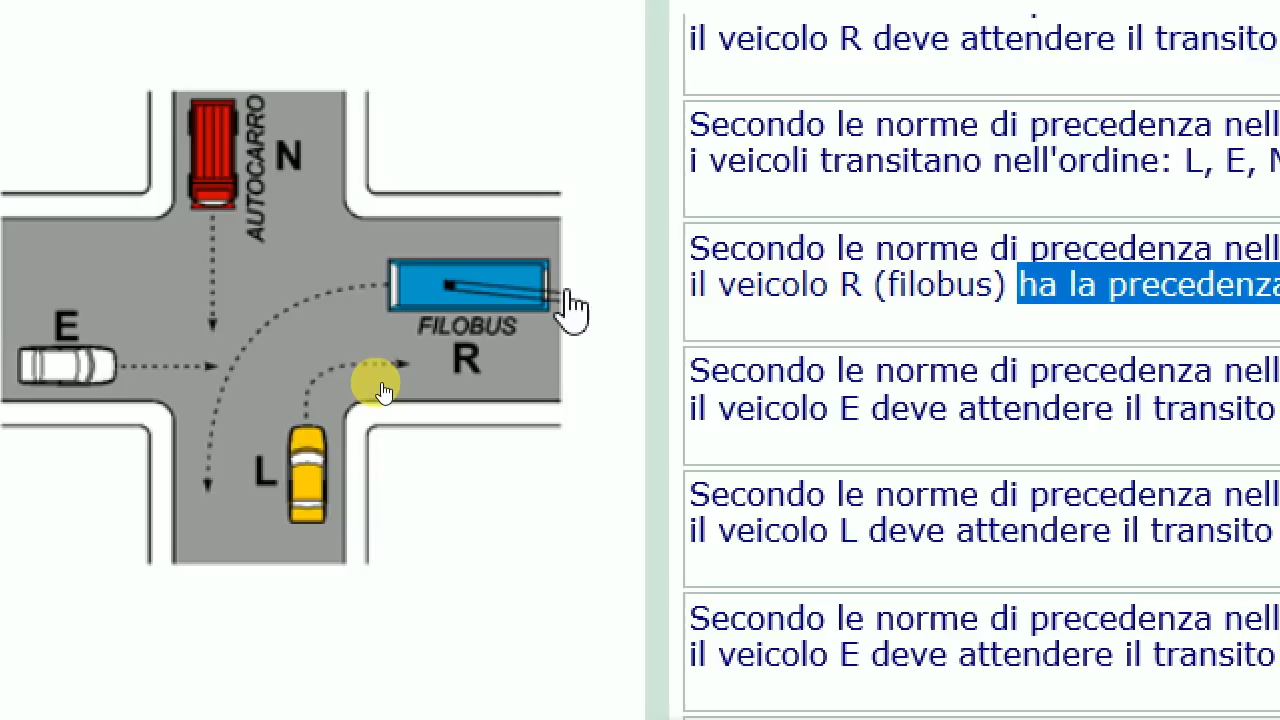 AUTOCARRO
N
E
FILOBUS
R
L
il veicolo R deve attendere il transito
Secondo le norme di precedenza nell
i veicoli transitano nell'ordine: L, E, N
Secondo le norme di precedenza nell
il veicolo R (filobus) ha la precedenza
Secondo le norme di precedenza nell
il veicolo E deve attendere il transito
Secondo le norme di precedenza nell
il veicolo L deve attendere il transito
Secondo le norme di precedenza nell
il veicolo E deve attendere il transito